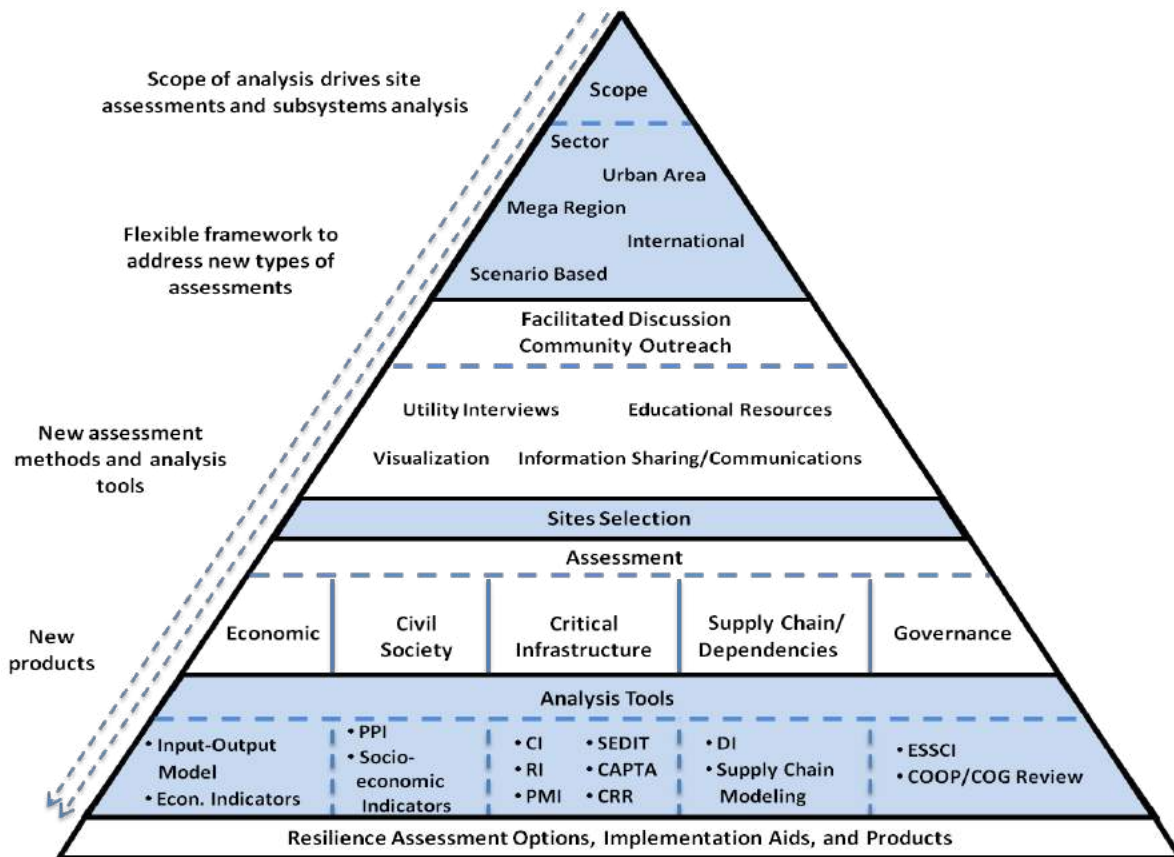 Scope of analysis drives site
assessments and subsystems analysis
Flexible framework to
address new types of
assessments
New assessment
methods and analysis
tools
New
products
Scope
Sector
Urban Area
Mega Region
International
Scenario Based
Facilitated Discussion
Community Outreach
Utility Interviews
Educational Resources
Visualization
Information Sharing/Communications
Sites Selection
Assessment
Economic
Civil
Society
Critical
Infrastructure
Supply Chain/
Dependencies
Governance
Analysis Tools
• Input-Output
Model
• Econ. Indicators
• PPI
• Socio-
economic
Indicators
• CI
• RI
• PMI
• SEDIT
• CAPTA
• CRR
• DI
• Supply Chain
Modeling
• ESSCI
• COOP/COG Review
Resilience Assessment Options, Implementation Aids, and Products